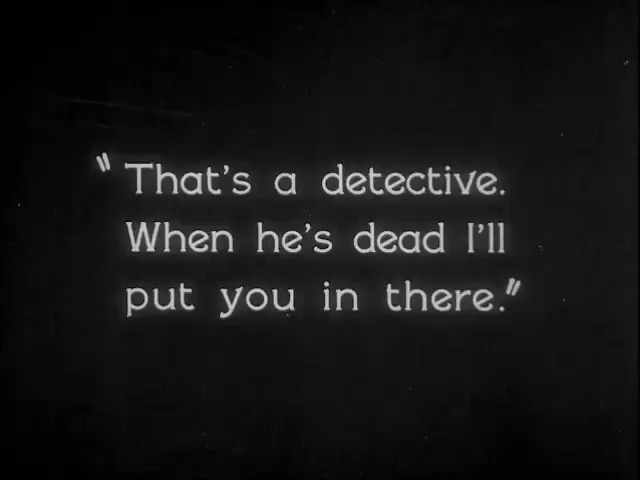 "That's a detective.
When he's dead I'll
put you in there."